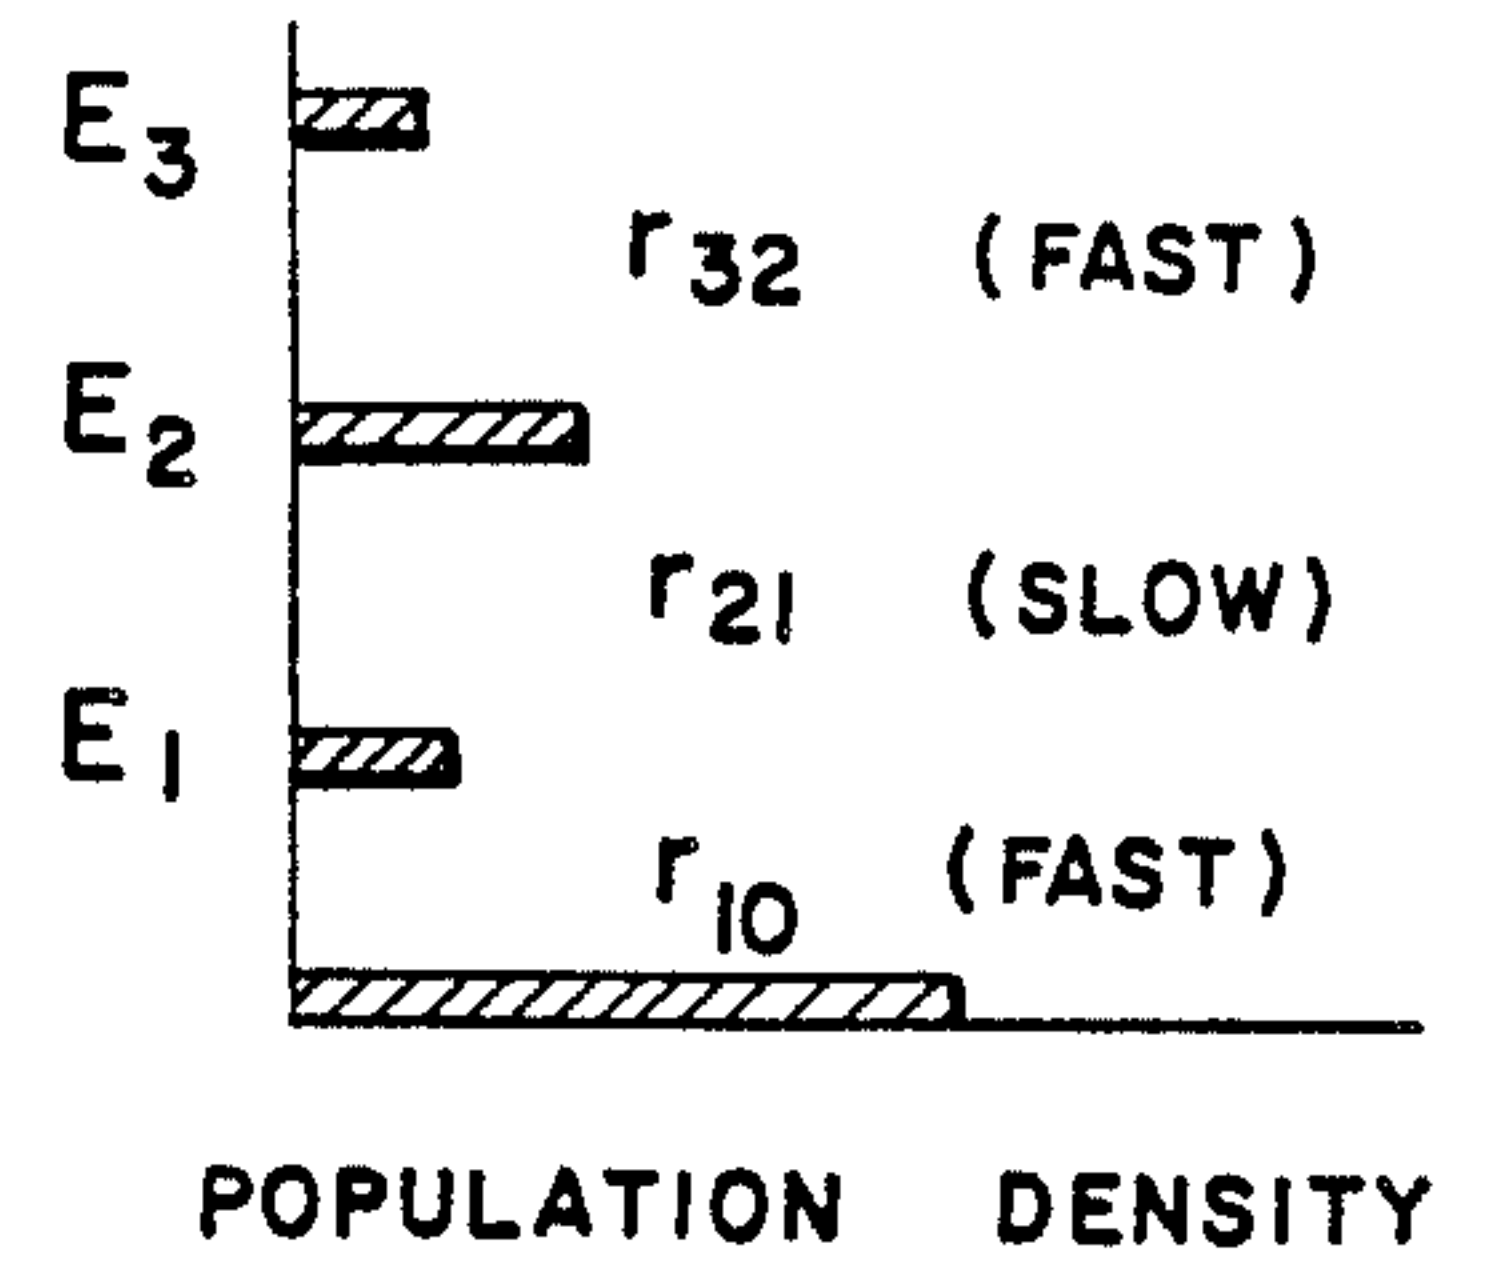 E3
r32 (FAST)
E2
r21 (SLOW)
E1
r10 (FAST)
POPULATION DENSITY